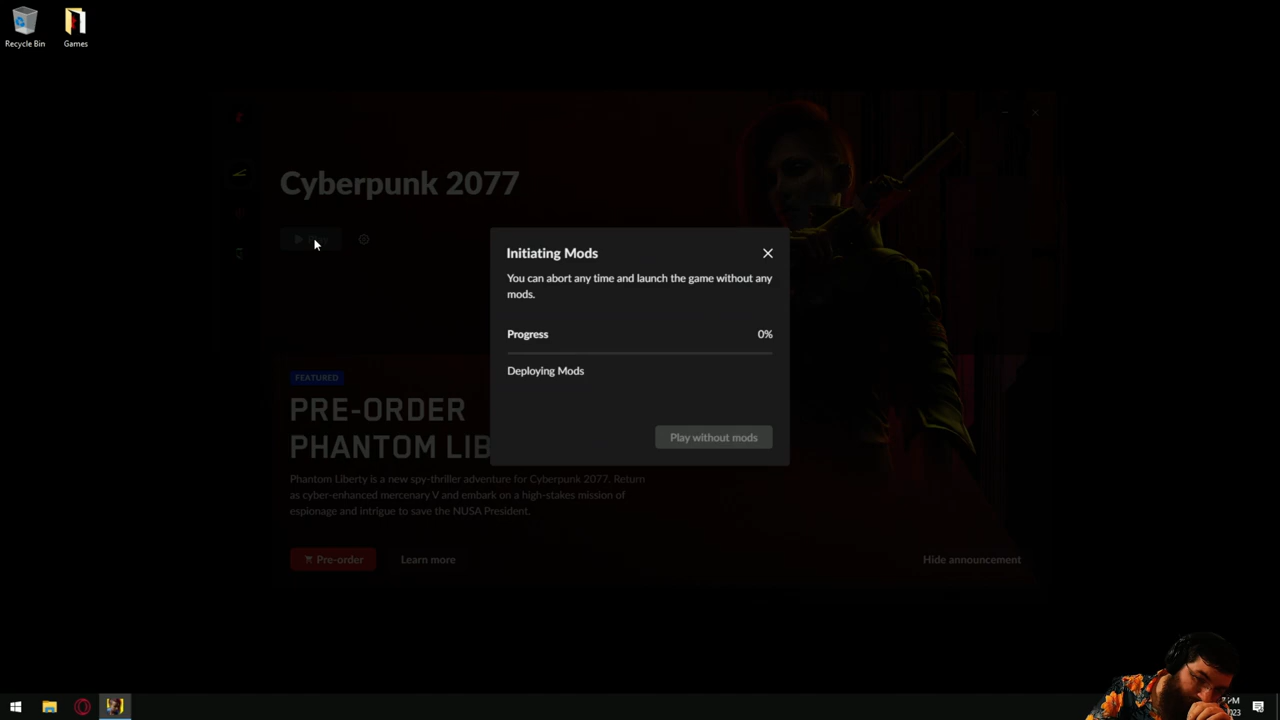 Recycle Bin
Games
Cyberpunk 2077
Initiating Mods
You can abort any time and launch the game without any
mods.
Progress
0%
Deploying Mods
Play without mods
FEATURED
PRE-ORDER
PHANTOM LIB
Phantom Liberty is a new spy-thriller adventure for Cyberpunk 2077. Return
as cyber-enhanced mercenary V and embark on a high-stakes mission of
espionage and intrigue to save the NUSA President.
Pre-order
Learn more
Hide announcement